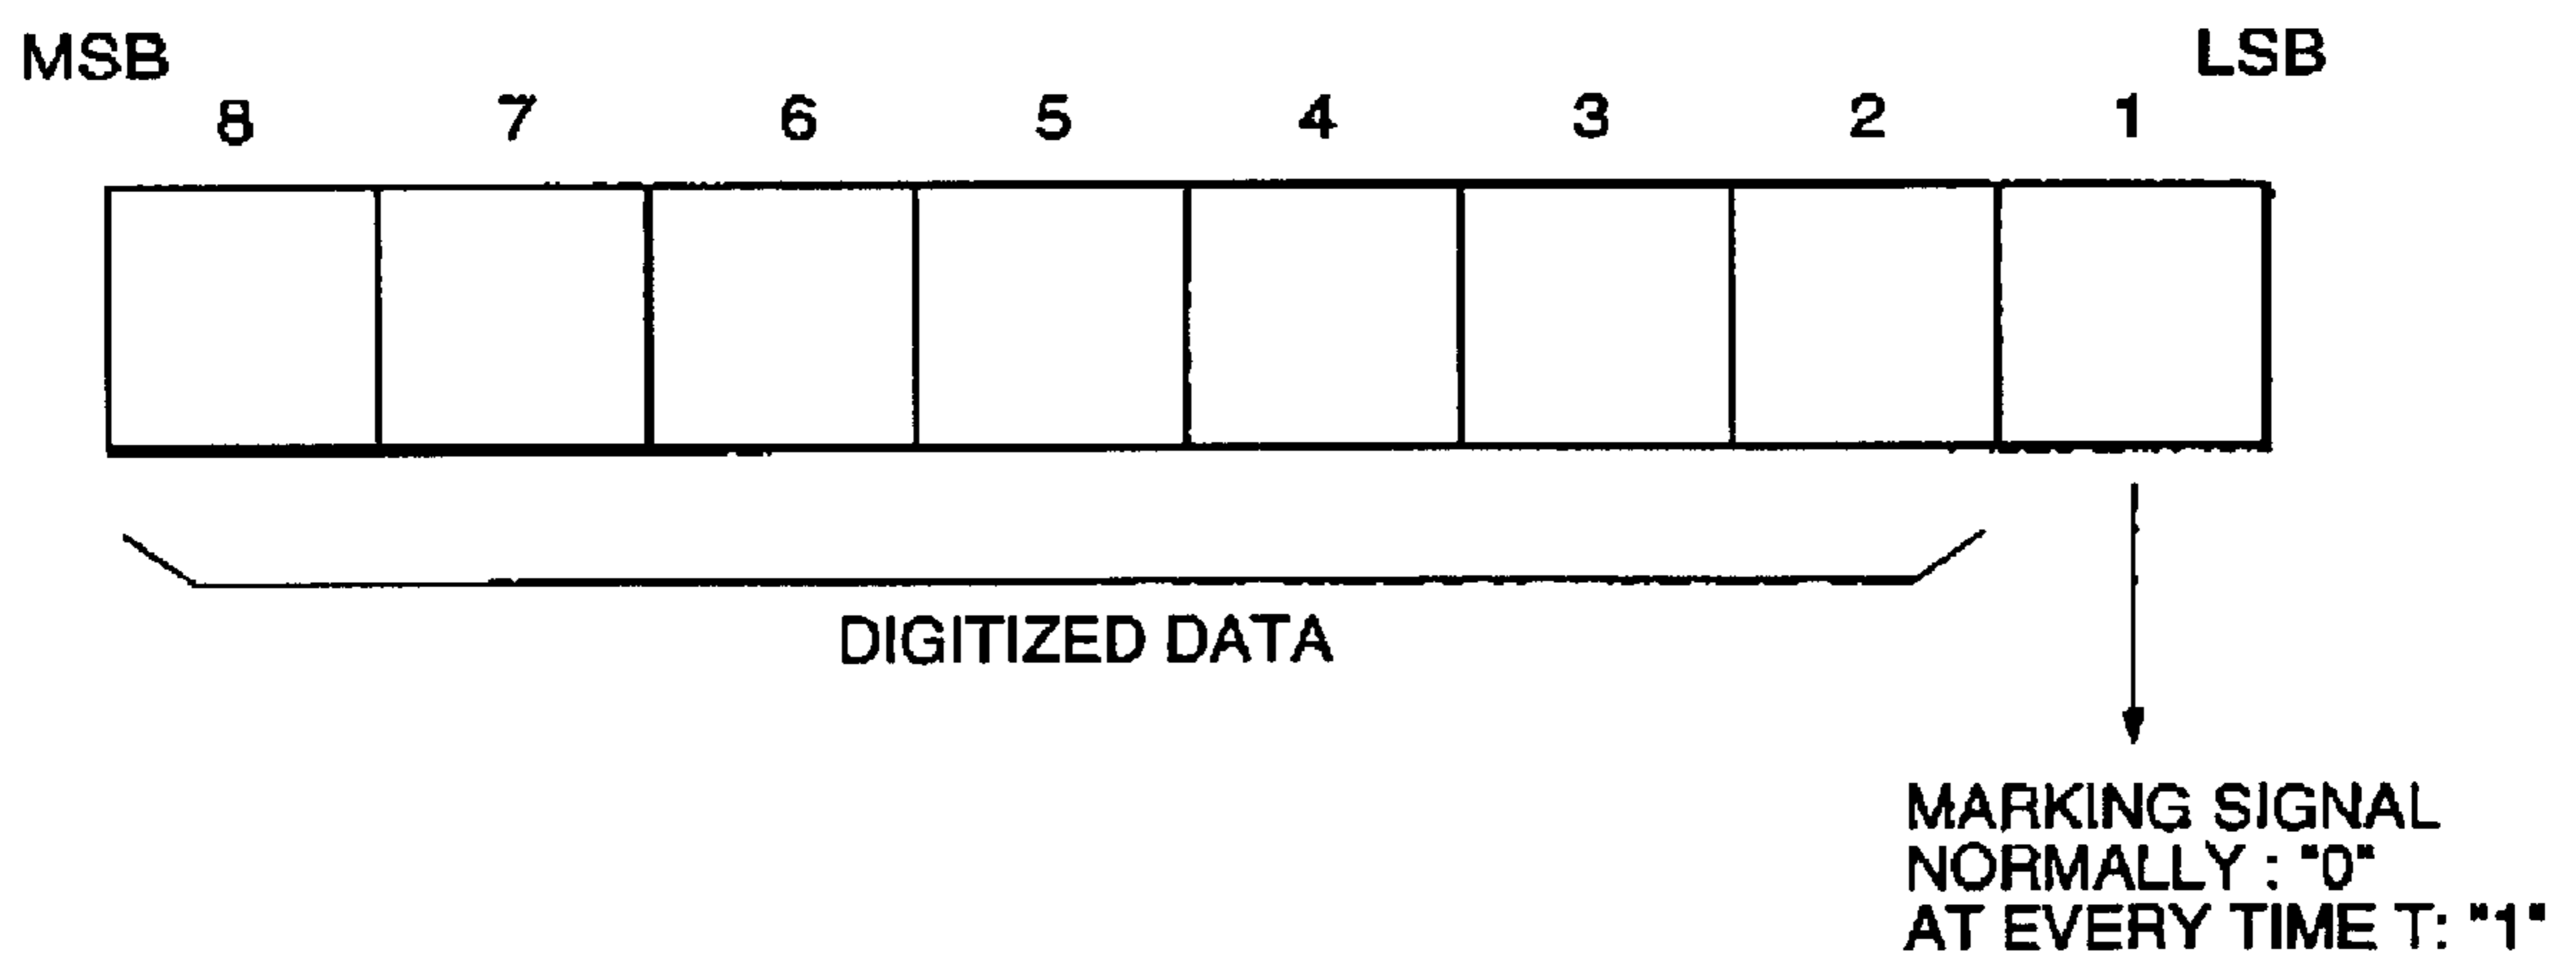 MSB LSB
8 7 6 5 4 3 2 1
DIGITIZED DATA
MARKING SIGNAL
NORMALLY : "0"
AT EVERY TIME T: "1"